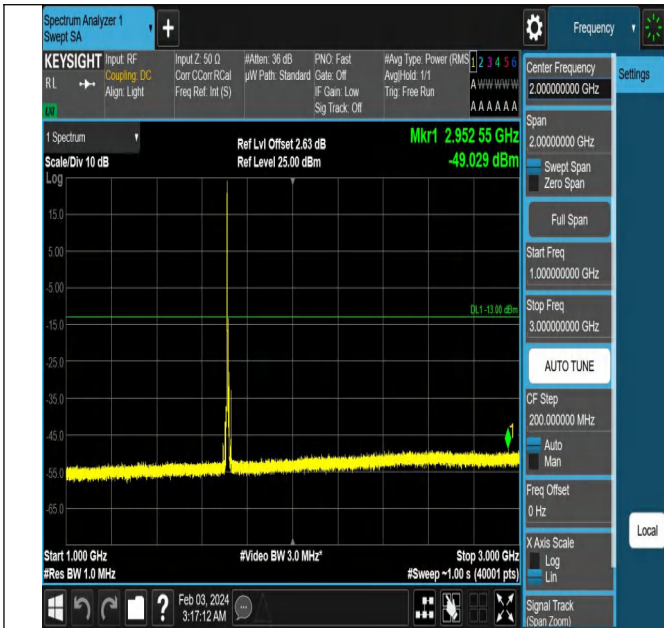 Spectrum Analyzer 1
Swept SA
Frequency
KEYSIGHT
RL
LXI
Input: RF
Coupling: DC
Align: Light
Input Z: 50 Ω
Corr CCorr RCal
Freq Ref: Int (S)
#Atten: 36 dB
µW Path: Standard
PNO: Fast
Gate: Off
IF Gain: Low
Sig Track: Off
#Avg Type: Power (RMS
Avg|Hold: 1/1
Trig: Free Run
1 2 3 4 5 6
A W W W W W
A A A A A A
1 Spectrum
Scale/Div 10 dB
Log
Ref Lvl Offset 2.63 dB
Ref Level 25.00 dBm
Mkr1 2.952 55 GHz
-49.029 dBm
15.0
5.00
-5.00
DL1 -13.00 dBm
-15.0
-25.0
-35.0
-45.0
1
-55.0
-65.0
Start 1.000 GHz
#Res BW 1.0 MHz
#Video BW 3.0 MHz*
Stop 3.000 GHz
#Sweep ~1.00 s (40001 pts)
Feb 03, 2024
3:17:12 AM
Center Frequency
2.000000000 GHz
Settings
Span
2.00000000 GHz
Swept Span
Zero Span
Full Span
Start Freq
1.000000000 GHz
Stop Freq
3.000000000 GHz
AUTO TUNE
CF Step
200.000000 MHz
Auto
Man
Freq Offset
0 Hz
Local
X Axis Scale
Log
Lin
Signal Track
(Span Zoom)